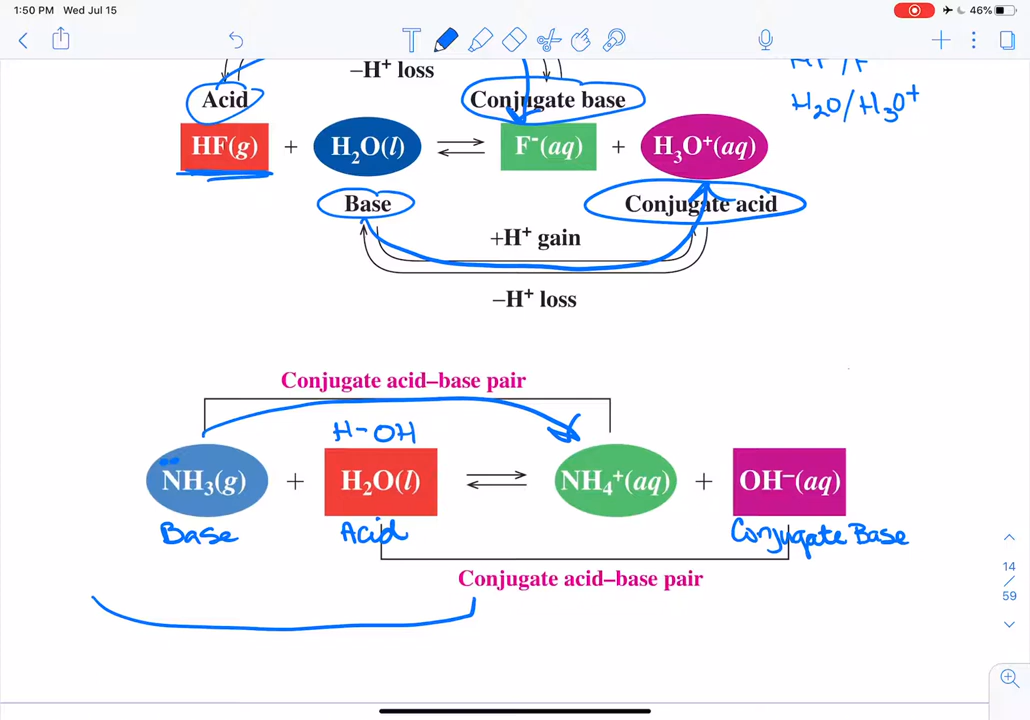 1:50 PM Wed Jul 15
46%
T
–H⁺ loss
Acid
Conjugate base
H₂O/H₃O⁺
HF(g) + H₂O(l) ⇌ F⁻(aq) + H₃O⁺(aq)
Base
Conjugate acid
+H⁺ gain
–H⁺ loss
Conjugate acid–base pair
H-OH
NH₃(g) + H₂O(l) ⇌ NH₄⁺(aq) + OH⁻(aq)
Base Acid Conjugate Base
Conjugate acid–base pair
14
/
59